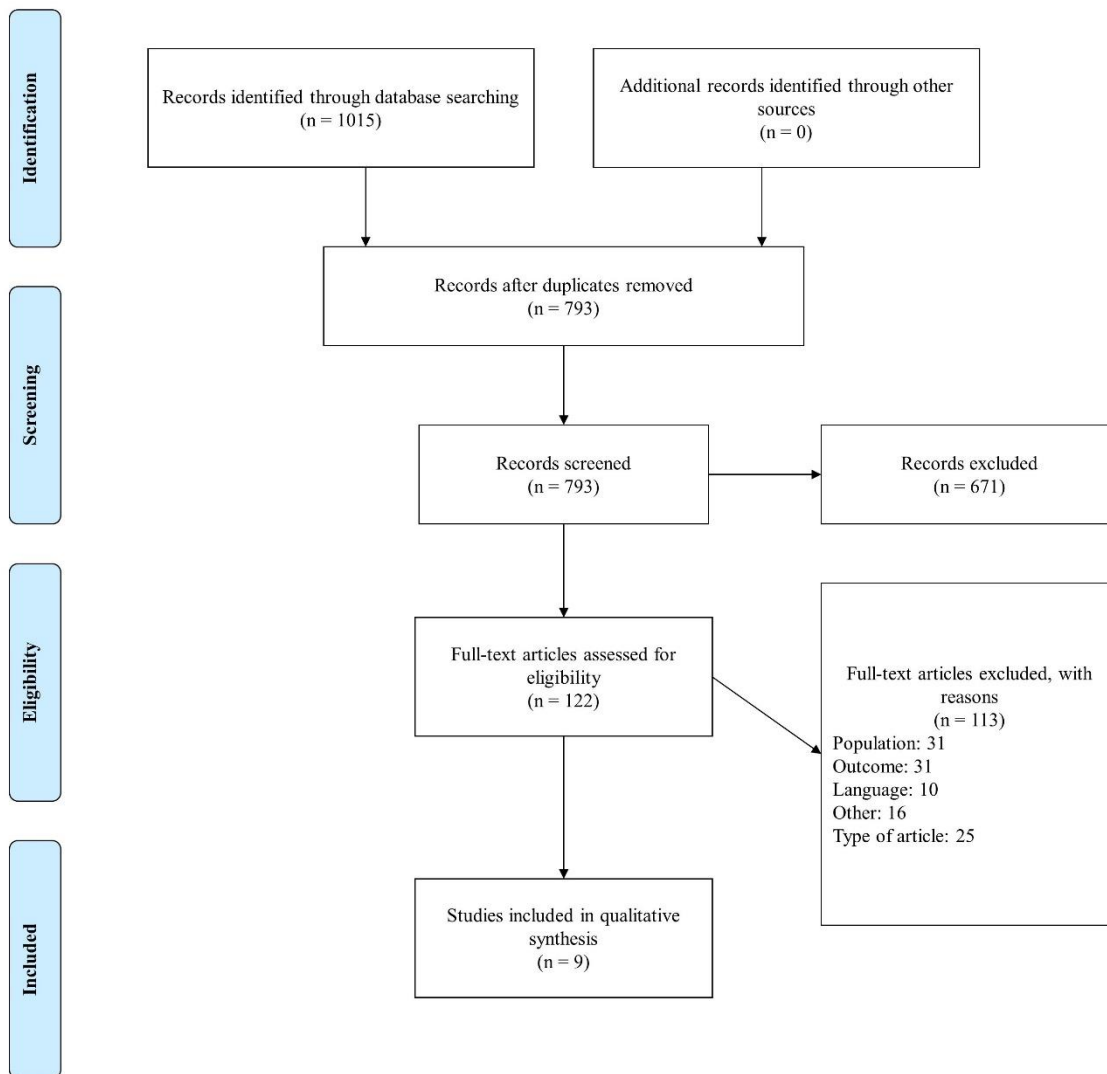 Identification
Records identified through database searching
(n = 1015)
Additional records identified through other
sources
(n = 0)
Screening
Records after duplicates removed
(n = 793)
Records screened
(n = 793)
Records excluded
(n = 671)
Eligibility
Full-text articles assessed for
eligibility
(n = 122)
Full-text articles excluded, with
reasons
(n = 113)
Population: 31
Outcome: 31
Language: 10
Other: 16
Type of article: 25
Included
Studies included in qualitative
synthesis
(n = 9)